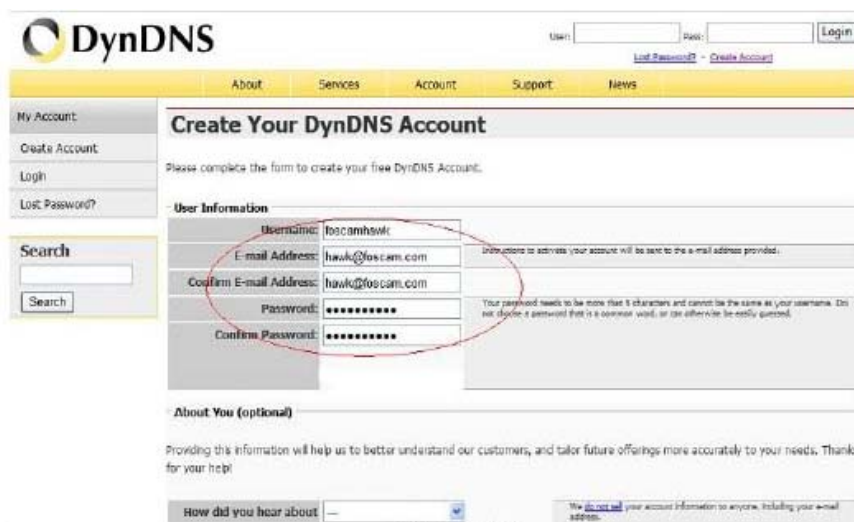 DynDNS
User:
Pass:
Login
Lost Password? - Create Account
About Services Account Support News
My Account
Create Account
Login
Lost Password?
Search
Search
Create Your DynDNS Account
Please complete the form to create your free DynDNS Account.
User Information
Username: foscamhawk
E-mail Address: hawk@foscam.com
Instructions to activate your account will be sent to the e-mail address provided.
Confirm E-mail Address: hawk@foscam.com
Password: ••••••••••
Your password needs to be more than 5 characters and cannot be the same as your username. Do
not choose a password that is a common word, or can otherwise be easily guessed.
Confirm Password: ••••••••••
About You (optional)
Providing this information will help us to better understand our customers, and tailor future offerings more accurately to your needs. Thank
for your help!
How did you hear about ---
We do not sell your account information to anyone, including your e-mail
address.